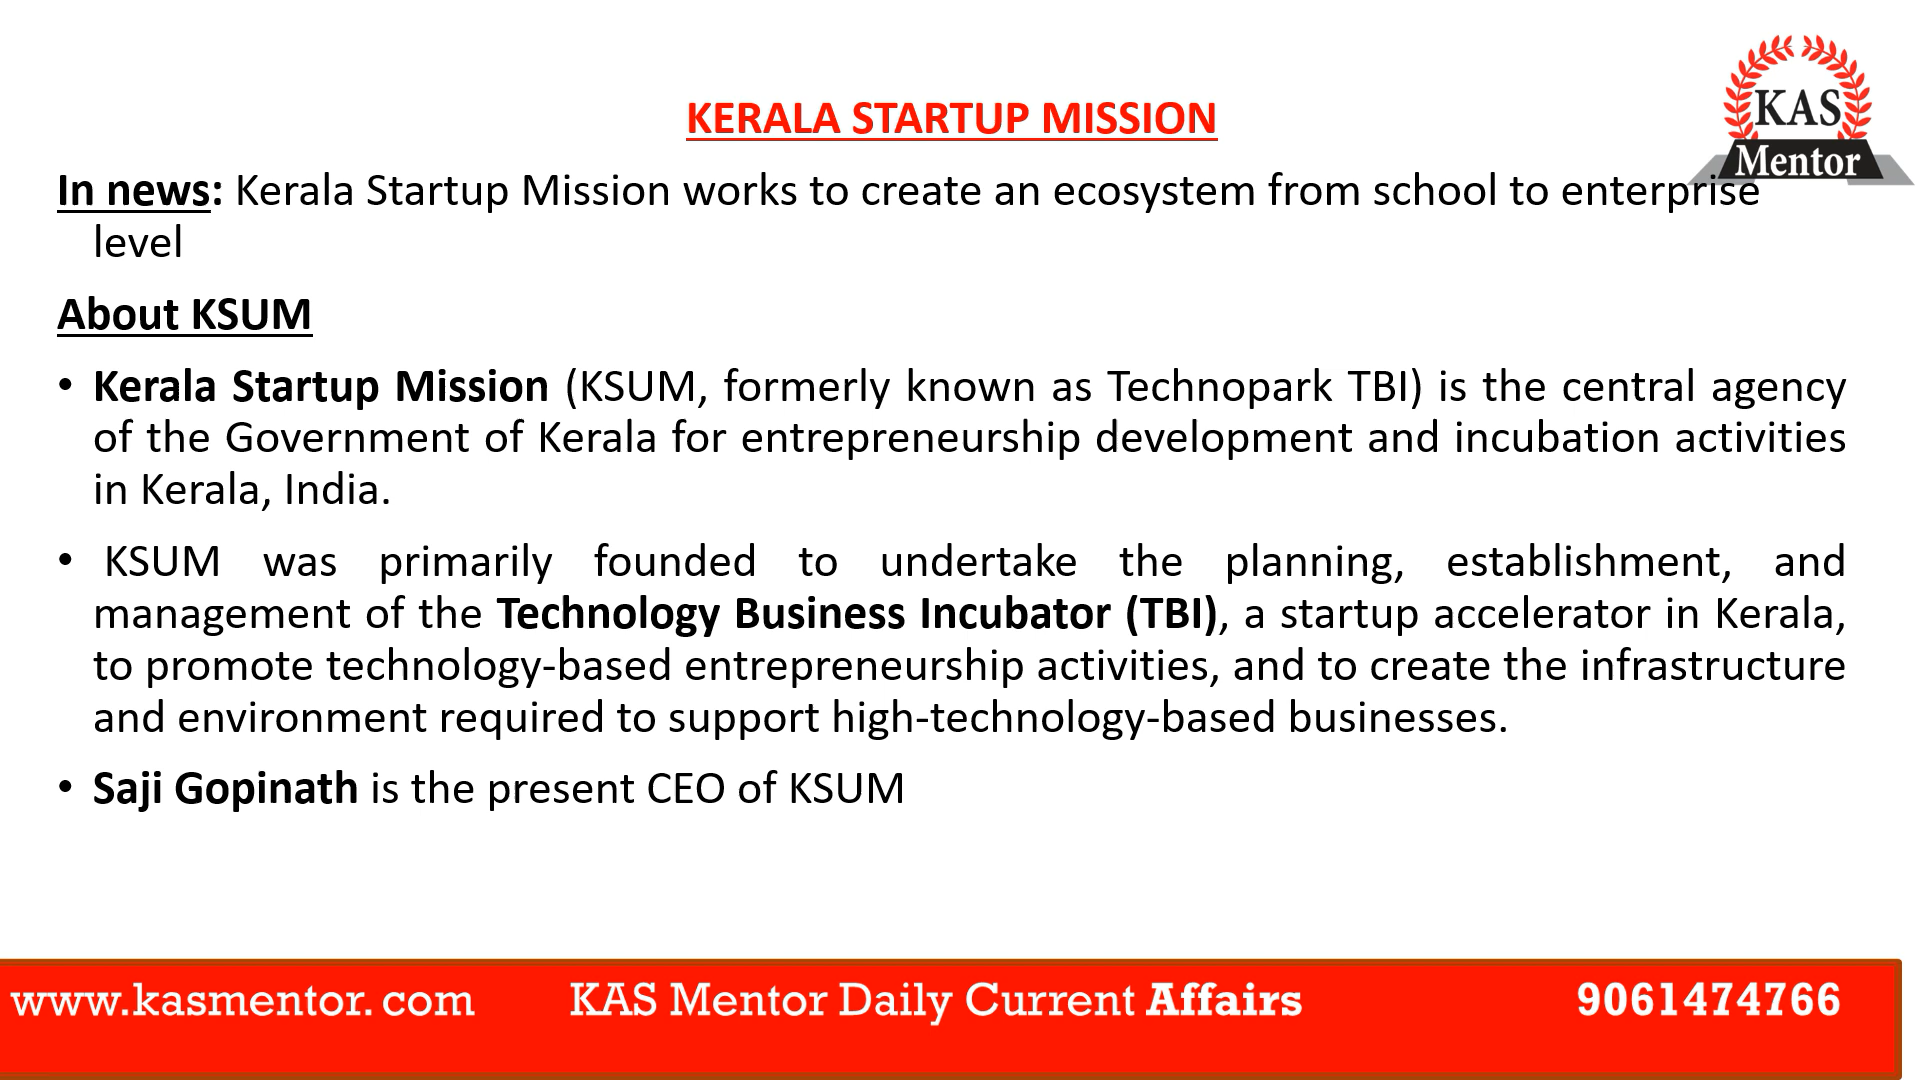 KAS
Mentor
KERALA STARTUP MISSION
In news: Kerala Startup Mission works to create an ecosystem from school to enterprise
level
About KSUM
• Kerala Startup Mission (KSUM, formerly known as Technopark TBI) is the central agency
of the Government of Kerala for entrepreneurship development and incubation activities
in Kerala, India.
• KSUM was primarily founded to undertake the planning, establishment, and
management of the Technology Business Incubator (TBI), a startup accelerator in Kerala,
to promote technology-based entrepreneurship activities, and to create the infrastructure
and environment required to support high-technology-based businesses.
• Saji Gopinath is the present CEO of KSUM
www.kasmentor. com KAS Mentor Daily Current Affairs 9061474766